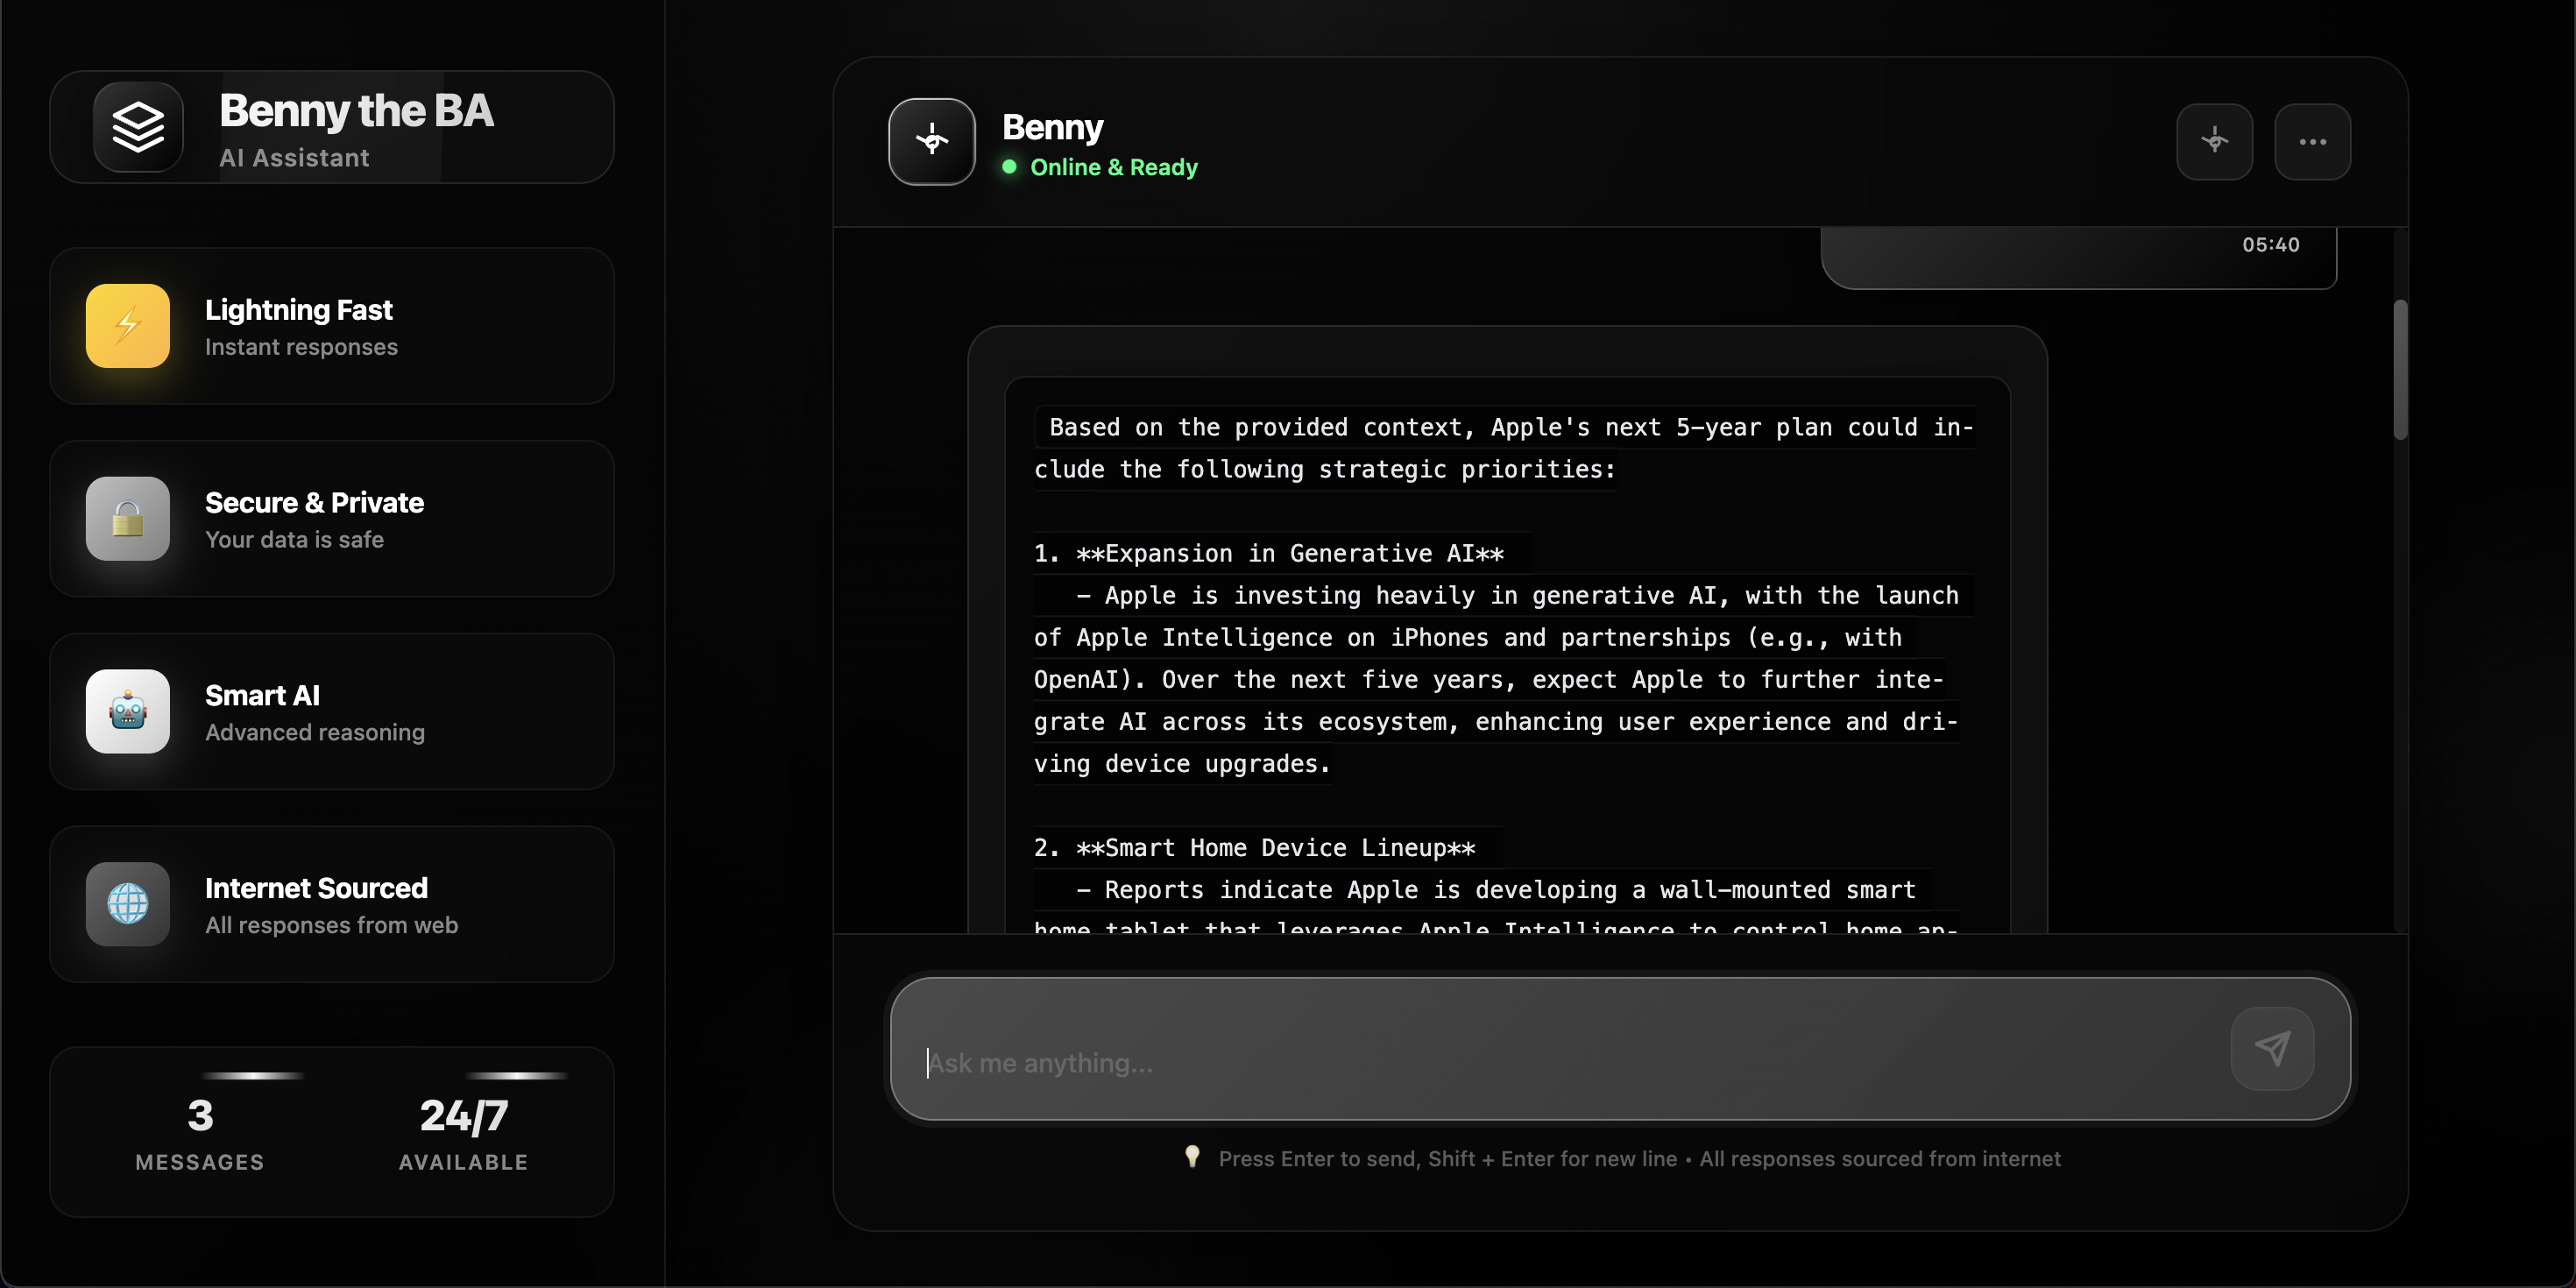 Benny the BA
AI Assistant
Lightning Fast
Instant responses
Secure & Private
Your data is safe
Smart AI
Advanced reasoning
Internet Sourced
All responses from web
3
MESSAGES
24/7
AVAILABLE
Benny
Online & Ready
05:40
Based on the provided context, Apple's next 5-year plan could in-
clude the following strategic priorities:
1. **Expansion in Generative AI**
- Apple is investing heavily in generative AI, with the launch
of Apple Intelligence on iPhones and partnerships (e.g., with
OpenAI). Over the next five years, expect Apple to further inte-
grate AI across its ecosystem, enhancing user experience and dri-
ving device upgrades.
2. **Smart Home Device Lineup**
- Reports indicate Apple is developing a wall-mounted smart
home tablet that leverages Apple Intelligence to control home ap-
Ask me anything...
Press Enter to send, Shift + Enter for new line • All responses sourced from internet